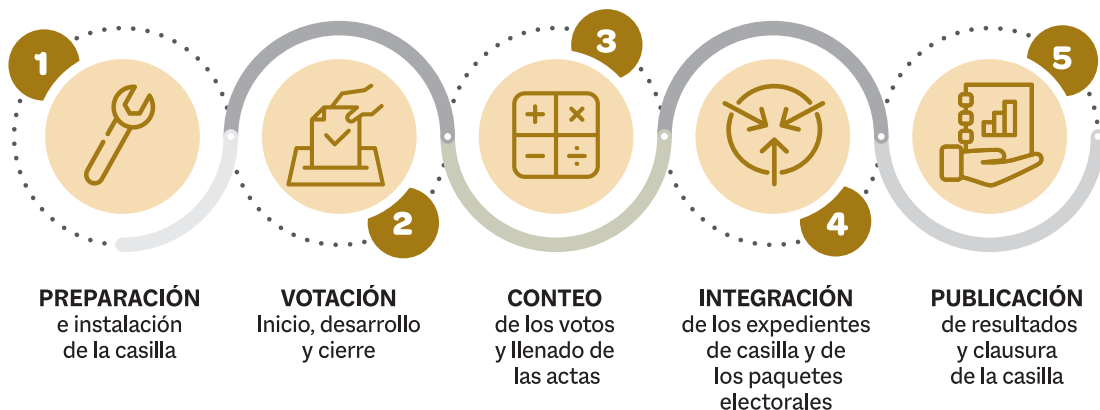 1
PREPARACIÓN
e instalación
de la casilla
2
VOTACIÓN
Inicio, desarrollo
y cierre
3
CONTEO
de los votos
y llenado de
las actas
4
INTEGRACIÓN
de los expedientes
de casilla y de
los paquetes
electorales
5
PUBLICACIÓN
de resultados
y clausura
de la casilla